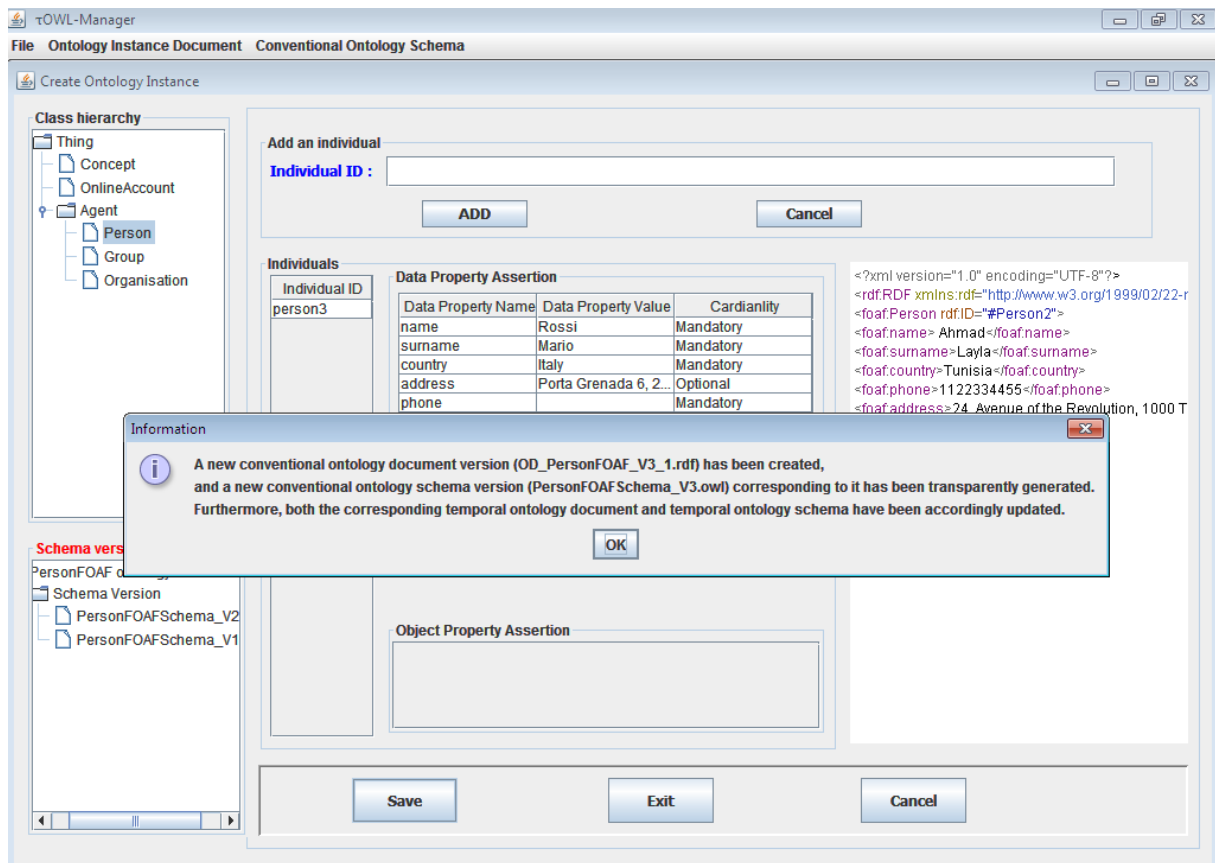 τOWL-Manager
File Ontology Instance Document Conventional Ontology Schema
Create Ontology Instance
Class hierarchy
Thing
Concept
OnlineAccount
Agent
Person
Group
Organisation
Add an individual
Individual ID :
ADD Cancel
Individuals
Individual ID
person3
Data Property Assertion
Data Property Name Data Property Value Cardianlity
name Rossi Mandatory
surname Mario Mandatory
country Italy Mandatory
address Porta Grenada 6, 2... Optional
phone Mandatory
<?xml version="1.0" encoding="UTF-8"?>
<rdf:RDF xmlns:rdf="http://www.w3.org/1999/02/22-r
<foaf:Person rdf:ID="#Person2">
<foaf:name> Ahmad</foaf:name>
<foaf:surname>Layla</foaf:surname>
<foaf:country>Tunisia</foaf:country>
<foaf:phone>1122334455</foaf:phone>
<foaf:address>24, Avenue of the Revolution, 1000 T
Information
A new conventional ontology document version (OD_PersonFOAF_V3_1.rdf) has been created,
and a new conventional ontology schema version (PersonFOAFSchema_V3.owl) corresponding to it has been transparently generated.
Furthermore, both the corresponding temporal ontology document and temporal ontology schema have been accordingly updated.
OK
Schema vers
PersonFOAF
Schema Version
PersonFOAFSchema_V2
PersonFOAFSchema_V1
Object Property Assertion
Save Exit Cancel